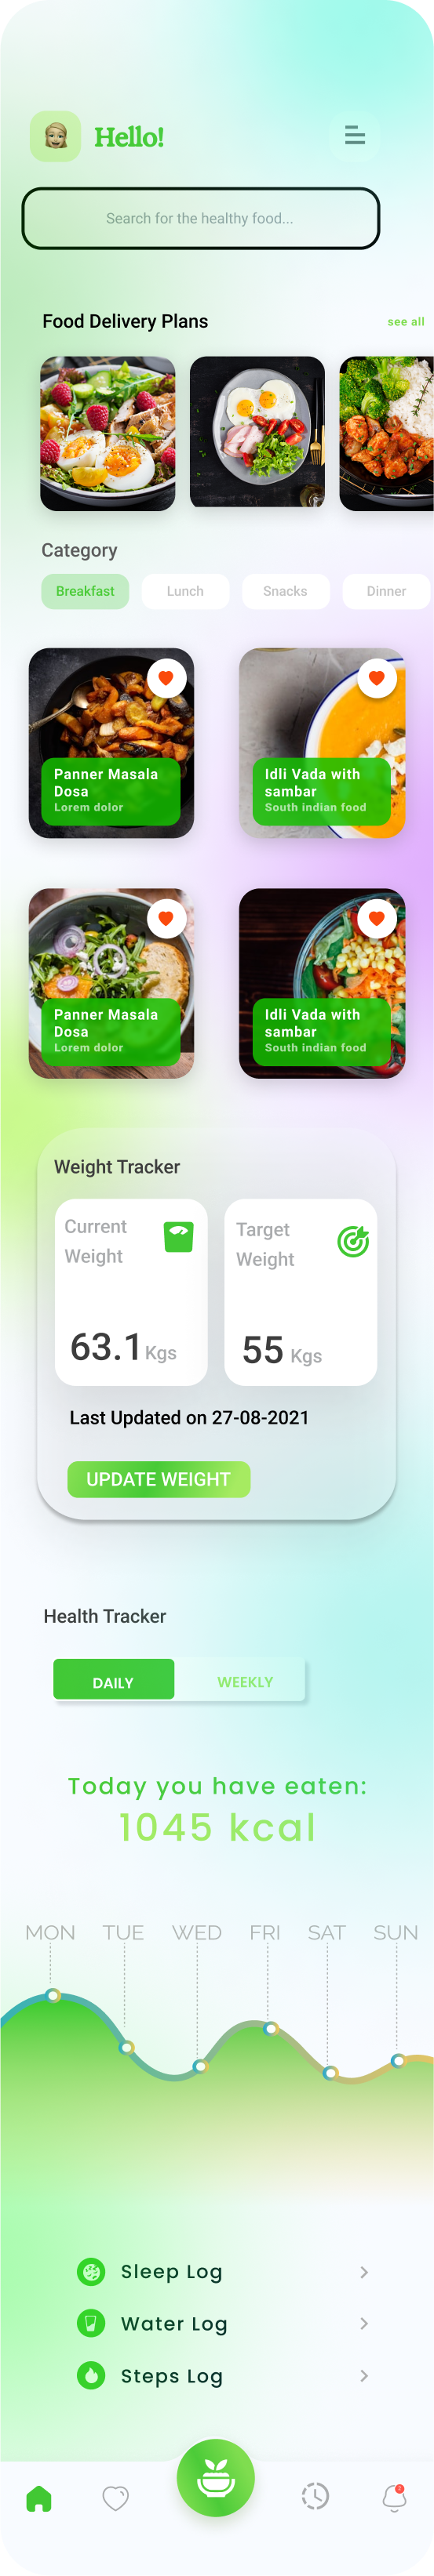 Hello!
Search for the healthy food...
Food Delivery Plans
see all
Category
Breakfast
Lunch
Snacks
Dinner
Panner Masala
Dosa
Lorem dolor
Idli Vada with
sambar
South indian food
Panner Masala
Dosa
Lorem dolor
Idli Vada with
sambar
South indian food
Weight Tracker
Current
Weight
63.1 Kgs
Target
Weight
55 Kgs
Last Updated on 27-08-2021
UPDATE WEIGHT
Health Tracker
DAILY
WEEKLY
Today you have eaten:
1045 kcal
MON
TUE
WED
FRI
SAT
SUN
Sleep Log
Water Log
Steps Log